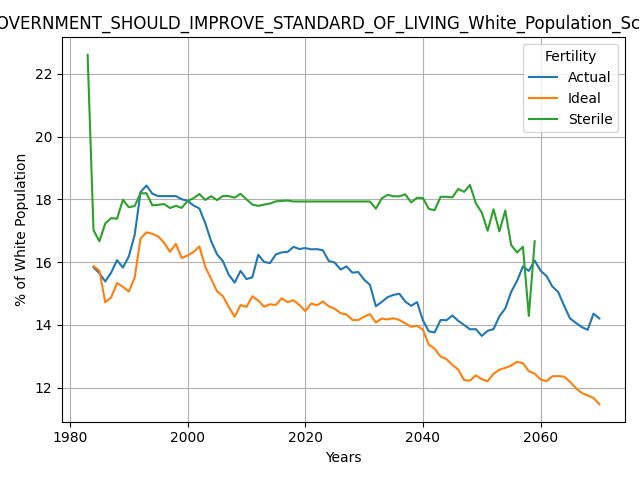 OVERNMENT_SHOULD_IMPROVE_STANDARD_OF_LIVING_White_Population_Sc
Fertility
Actual
Ideal
Sterile
% of White Population
22
20
18
16
14
12
1980
2000
2020
2040
2060
Years